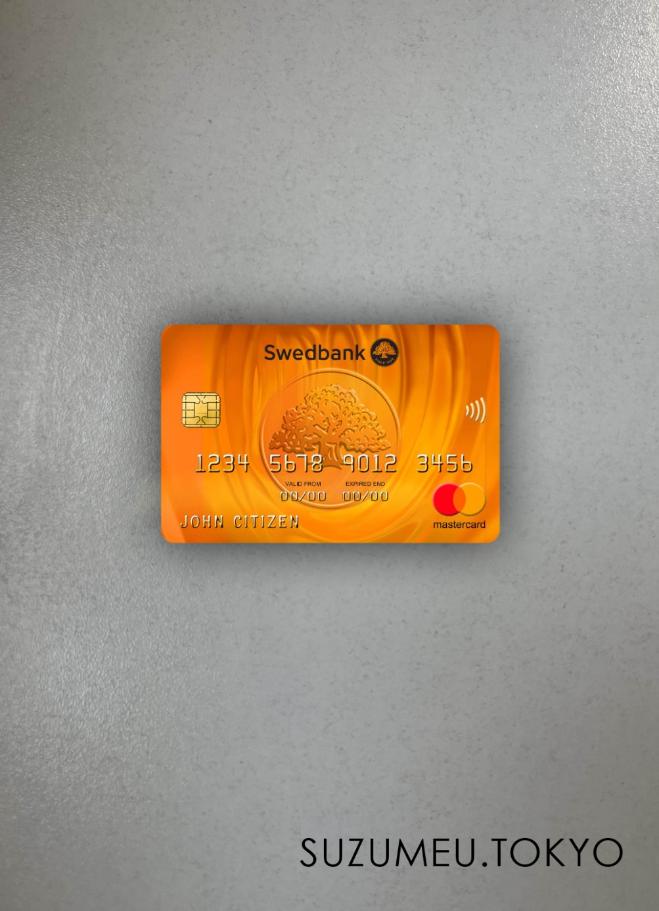 Swedbank
1234 5678 9012 3456
VALID FROM EXPIRED END
00/00 00/00
JOHN CITIZEN
mastercard
SUZUMEU.TOKYO